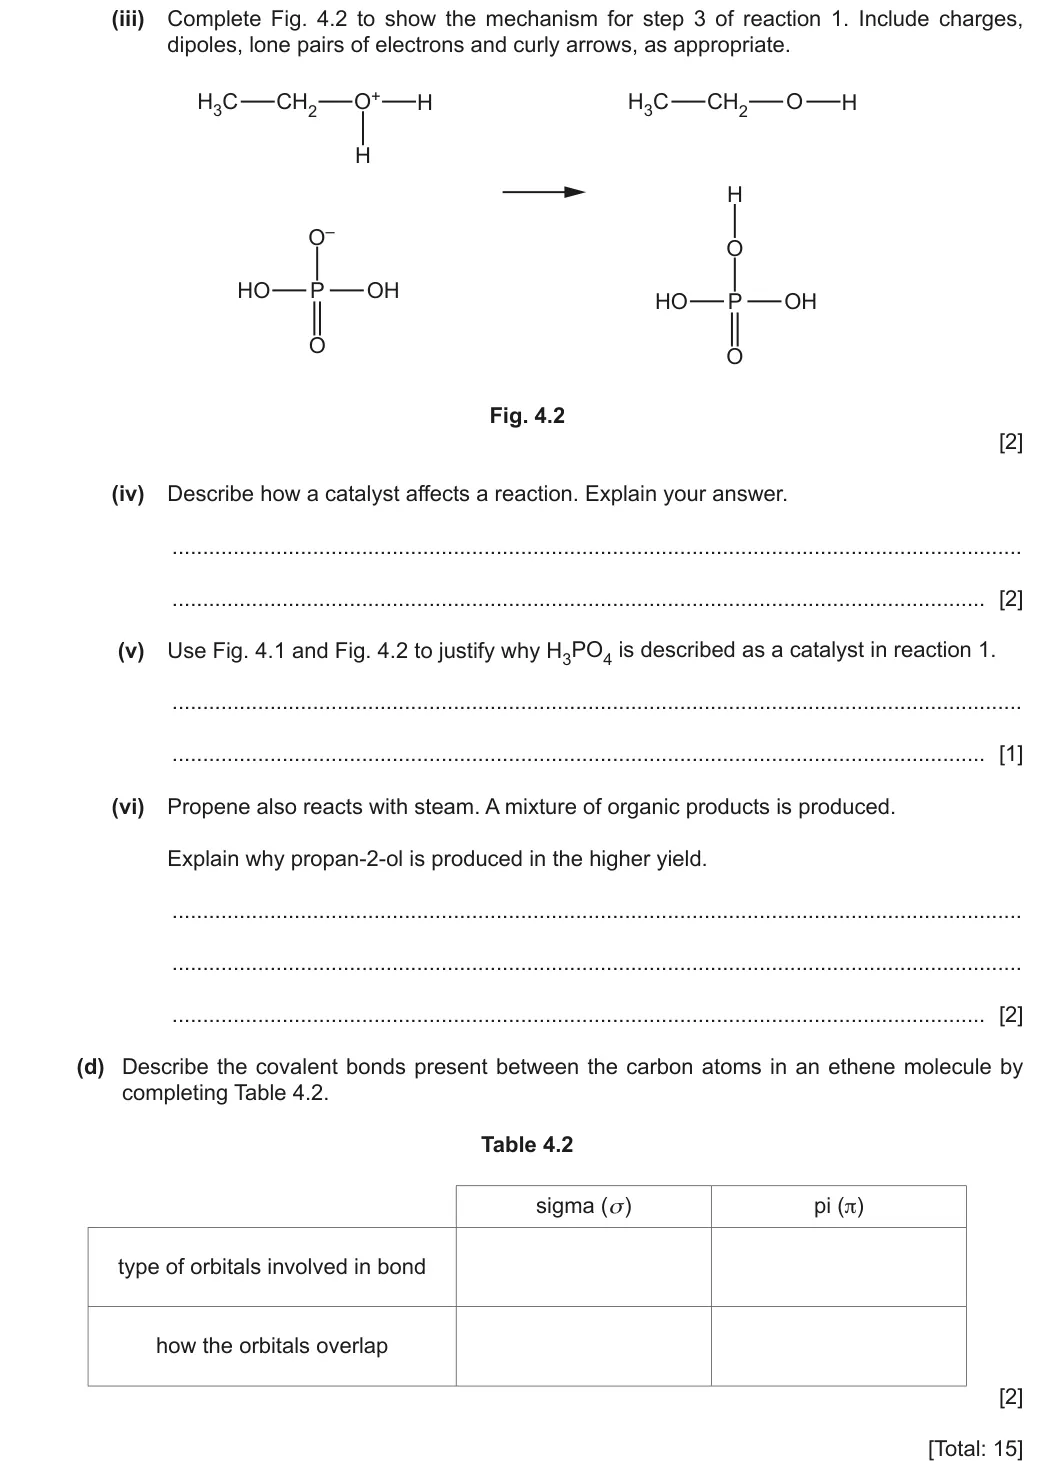 (iii) Complete Fig. 4.2 to show the mechanism for step 3 of reaction 1. Include charges,
dipoles, lone pairs of electrons and curly arrows, as appropriate.
H₃C—CH₂—O⁺—H
H
H₃C—CH₂—O—H
O⁻
HO—P—OH
O
H
O
HO—P—OH
O
Fig. 4.2
[2]
(iv) Describe how a catalyst affects a reaction. Explain your answer.
..........................................................................................................................................
.................................................................................................................................... [2]
(v) Use Fig. 4.1 and Fig. 4.2 to justify why H₃PO₄ is described as a catalyst in reaction 1.
..........................................................................................................................................
.................................................................................................................................... [1]
(vi) Propene also reacts with steam. A mixture of organic products is produced.
Explain why propan-2-ol is produced in the higher yield.
..........................................................................................................................................
..........................................................................................................................................
.................................................................................................................................... [2]
(d) Describe the covalent bonds present between the carbon atoms in an ethene molecule by
completing Table 4.2.
Table 4.2
sigma (σ) pi (π)
type of orbitals involved in bond
how the orbitals overlap
[2]
[Total: 15]